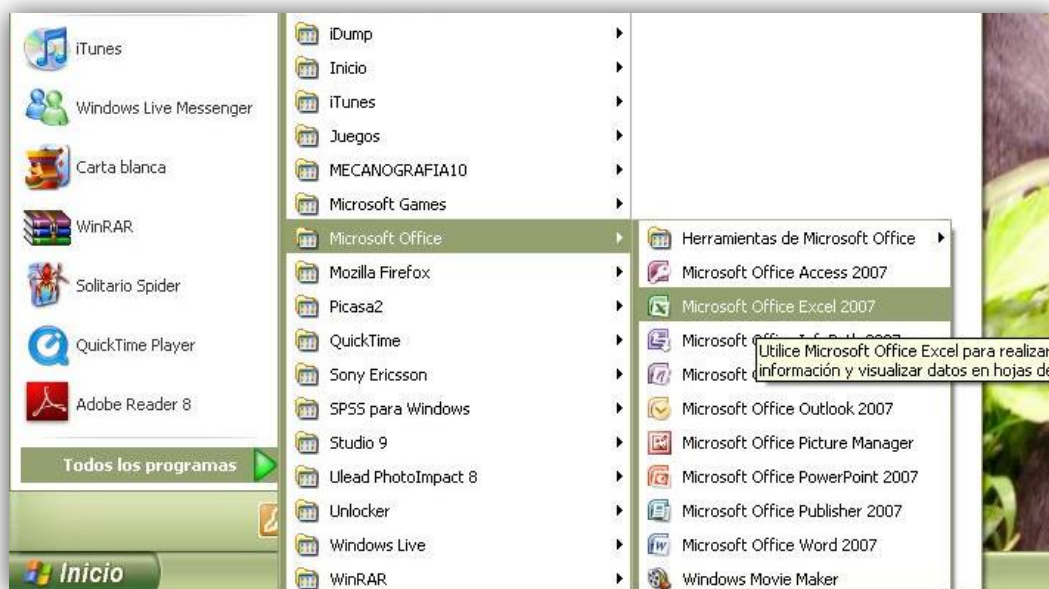 iTunes
Windows Live Messenger
Carta blanca
WinRAR
Solitario Spider
QuickTime Player
Adobe Reader 8
Todos los programas
Inicio
iDump
Inicio
iTunes
Juegos
MECANOGRAFIA10
Microsoft Games
Microsoft Office
Mozilla Firefox
Picasa2
QuickTime
Sony Ericsson
SPSS para Windows
Studio 9
Ulead PhotoImpact 8
Unlocker
Windows Live
WinRAR
Herramientas de Microsoft Office
Microsoft Office Access 2007
Microsoft Office Excel 2007
Microsoft
Microsoft
Utilice Microsoft Office Excel para realizar
información y visualizar datos en hojas de
Microsoft Office Outlook 2007
Microsoft Office Picture Manager
Microsoft Office PowerPoint 2007
Microsoft Office Publisher 2007
Microsoft Office Word 2007
Windows Movie Maker